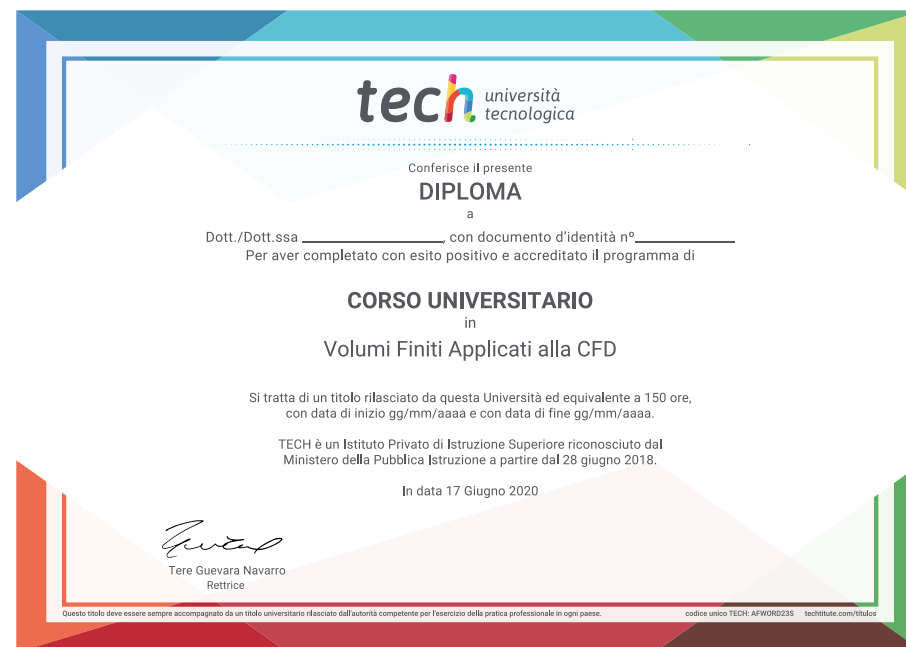 tech università
tecnologica
Conferisce il presente
DIPLOMA
a
Dott./Dott.ssa ____________________, con documento d'identità nº______________
Per aver completato con esito positivo e accreditato il programma di
CORSO UNIVERSITARIO
in
Volumi Finiti Applicati alla CFD
Si tratta di un titolo rilasciato da questa Università ed equivalente a 150 ore,
con data di inizio gg/mm/aaaa e con data di fine gg/mm/aaaa.
TECH è un Istituto Privato di Istruzione Superiore riconosciuto dal
Ministero della Pubblica Istruzione a partire dal 28 giugno 2018.
In data 17 Giugno 2020
Tere Guevara Navarro
Rettrice
Questo titolo deve essere sempre accompagnato da un titolo universitario rilasciato dall'autorità competente per l'esercizio della pratica professionale in ogni paese. codice unico TECH: AFWORD23S techtitute.com/titulos